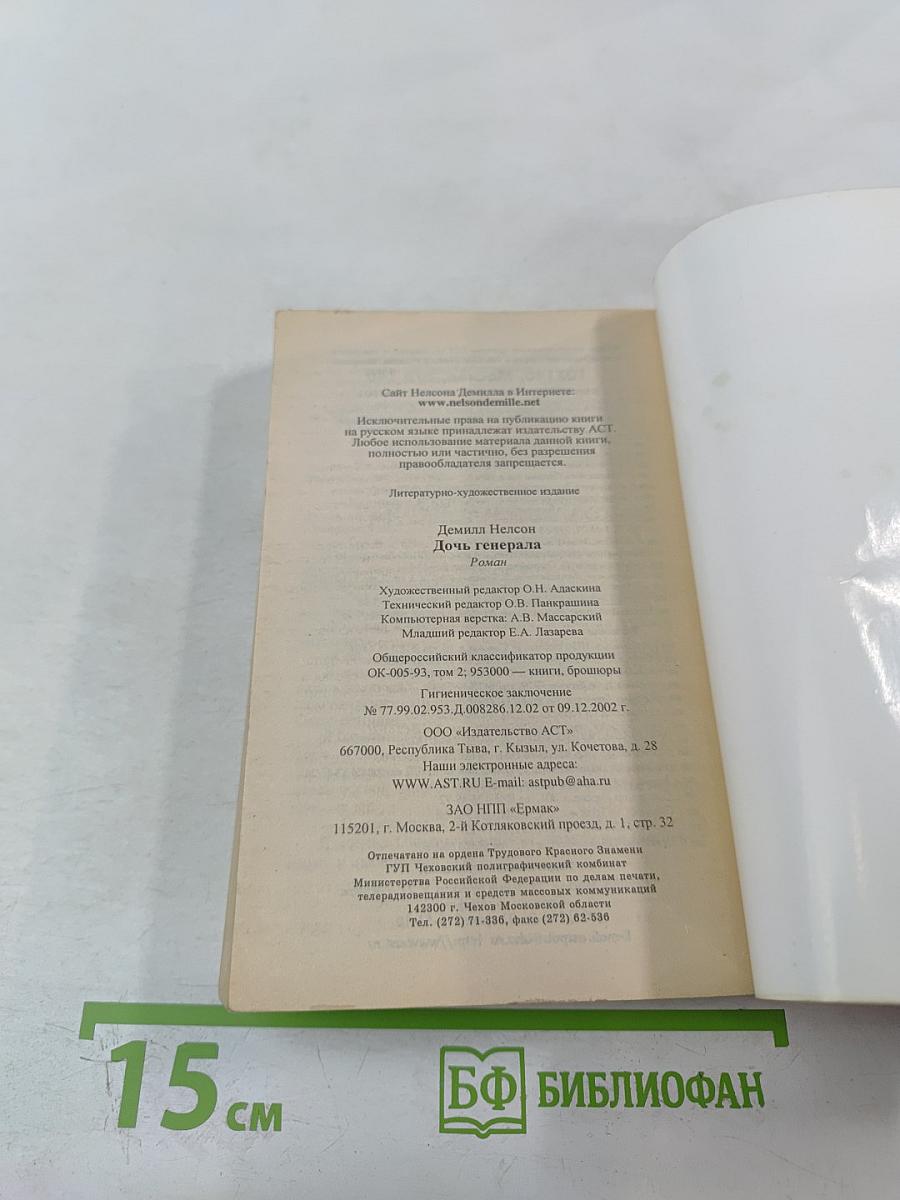 Сайт Нелсона Демилла в Интернете:
www.nelsondemille.net
Исключительные права на публикацию книги
на русском языке принадлежат издательству АСТ.
Любое использование материала данной книги,
полностью или частично, без разрешения
правообладателя запрещается.
Литературно-художественное издание
Демилл Нелсон
Дочь генерала
Роман
Художественный редактор О.Н. Адаскина
Технический редактор О.В. Панкрашина
Компьютерная верстка: А.В. Массарский
Младший редактор Е.А. Лазарева
Общероссийский классификатор продукции
ОК-005-93, том 2; 953000 — книги, брошюры
Гигиеническое заключение
№ 77.99.02.953.Д.008286.12.02 от 09.12.2002 г.
ООО «Издательство АСТ»
667000, Республика Тыва, г. Кызыл, ул. Кочетова, д. 28
Наши электронные адреса:
WWW.AST.RU E-mail: astpub@aha.ru
ЗАО НПП «Ермак»
115201, г. Москва, 2-й Котляковский проезд, д. 1, стр. 32
Отпечатано на ордена Трудового Красного Знамени
ГУП Чеховский полиграфический комбинат
Министерства Российской Федерации по делам печати,
телерадиовещания и средств массовых коммуникаций
142300 г. Чехов Московской области
Тел. (272) 71-336, факс (272) 62-536
15 см
БФ БИБЛИОФАН